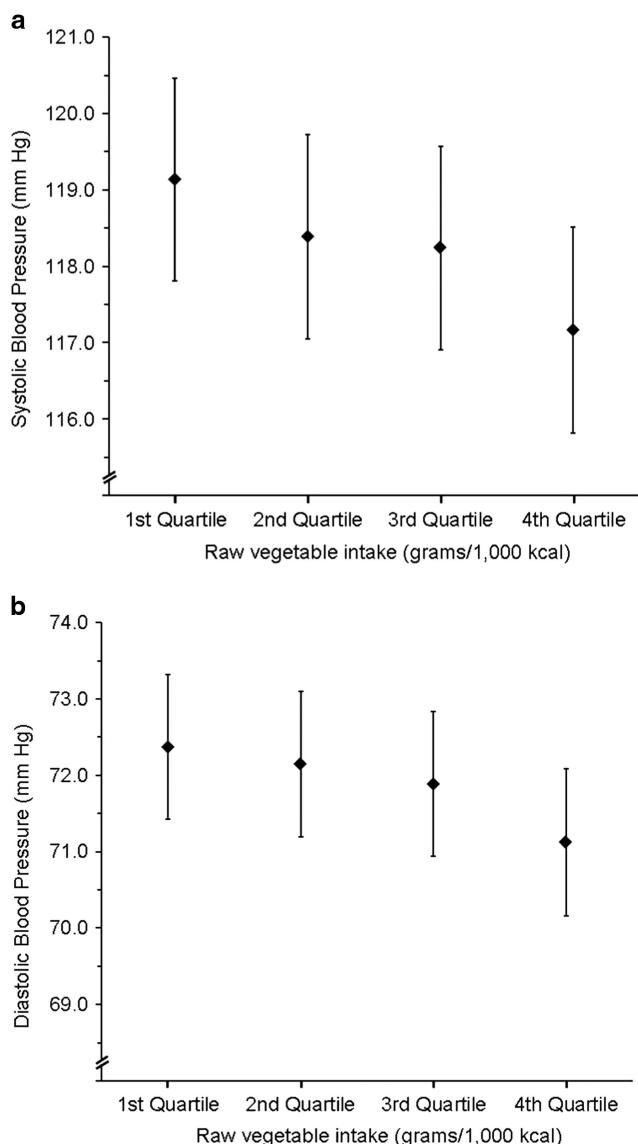 a
121.0
120.0
119.0
118.0
117.0
116.0
Systolic Blood Pressure (mm Hg)
1st Quartile 2nd Quartile 3rd Quartile 4th Quartile
Raw vegetable intake (grams/1,000 kcal)
b
74.0
73.0
72.0
71.0
70.0
69.0
Diastolic Blood Pressure (mm Hg)
1st Quartile 2nd Quartile 3rd Quartile 4th Quartile
Raw vegetable intake (grams/1,000 kcal)